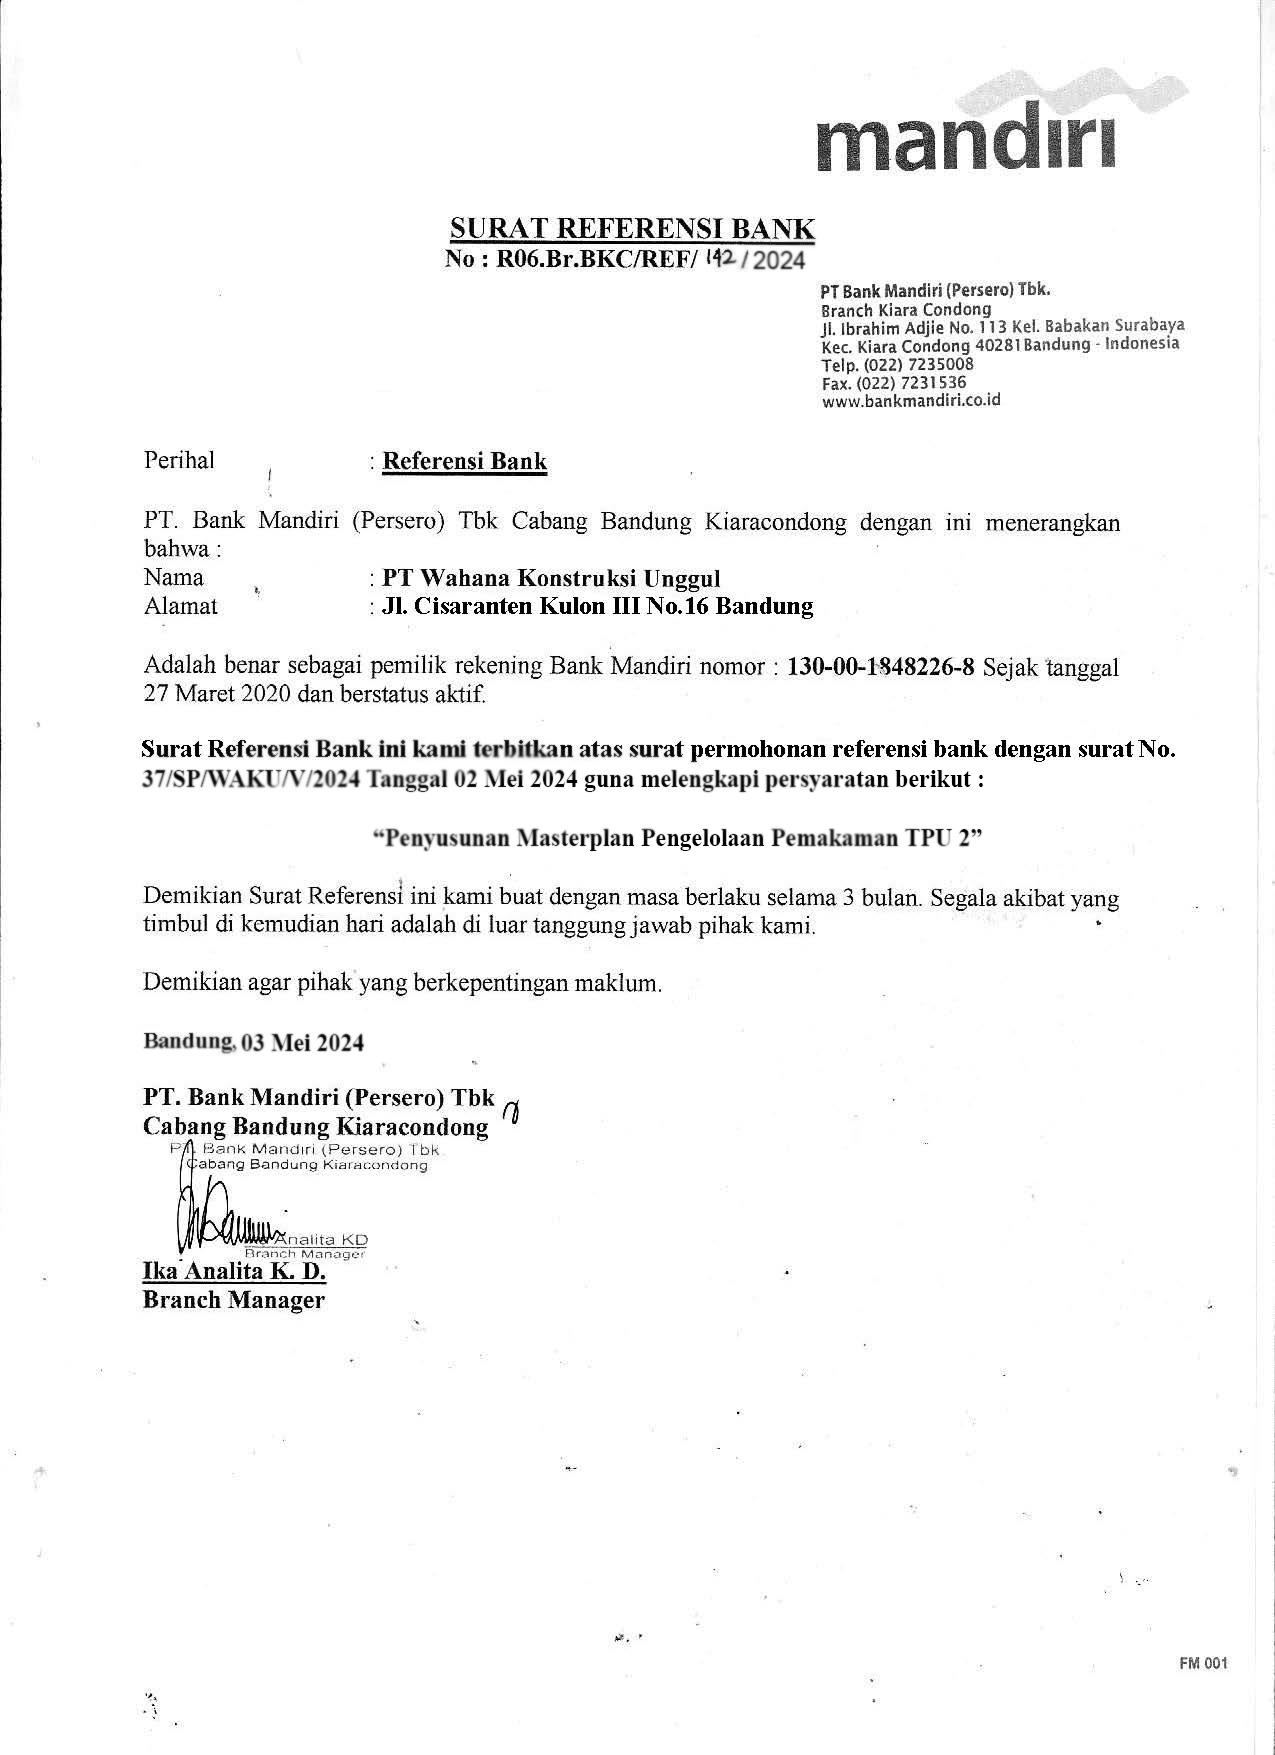 mandırı
SURAT REFERENSI BANK
No : R06.Br.BKC/REF/ 142/2024
PT Bank Mandiri (Persero) Tbk.
Branch Kiara Condong
Jl. Ibrahim Adjie No. 113 Kel. Babakan Surabaya
Kec. Kiara Condong 40281 Bandung - Indonesia
Telp. (022) 7235008
Fax. (022) 7231536
www.bankmandiri.co.id
Perihal : Referensi Bank
PT. Bank Mandiri (Persero) Tbk Cabang Bandung Kiaracondong dengan ini menerangkan
bahwa :
Nama : PT Wahana Konstruksi Unggul
Alamat : Jl. Cisaranten Kulon III No.16 Bandung
Adalah benar sebagai pemilik rekening Bank Mandiri nomor : 130-00-1848226-8 Sejak tanggal
27 Maret 2020 dan berstatus aktif.
Surat Referensi Bank ini kami terbitkan atas surat permohonan referensi bank dengan surat No.
37/SP/WAKU/V/2024 Tanggal 02 Mei 2024 guna melengkapi persyaratan berikut :
“Penyusunan Masterplan Pengelolaan Pemakaman TPU 2”
Demikian Surat Referensi ini kami buat dengan masa berlaku selama 3 bulan. Segala akibat yang
timbul di kemudian hari adalah di luar tanggung jawab pihak kami.
Demikian agar pihak yang berkepentingan maklum.
Bandung, 03 Mei 2024
PT. Bank Mandiri (Persero) Tbk
Cabang Bandung Kiaracondong
PT. Bank Mandiri (Persero) Tbk
Cabang Bandung Kiaracondong
Analita KD
Branch Manager
Ika Analita K. D.
Branch Manager
FM 001